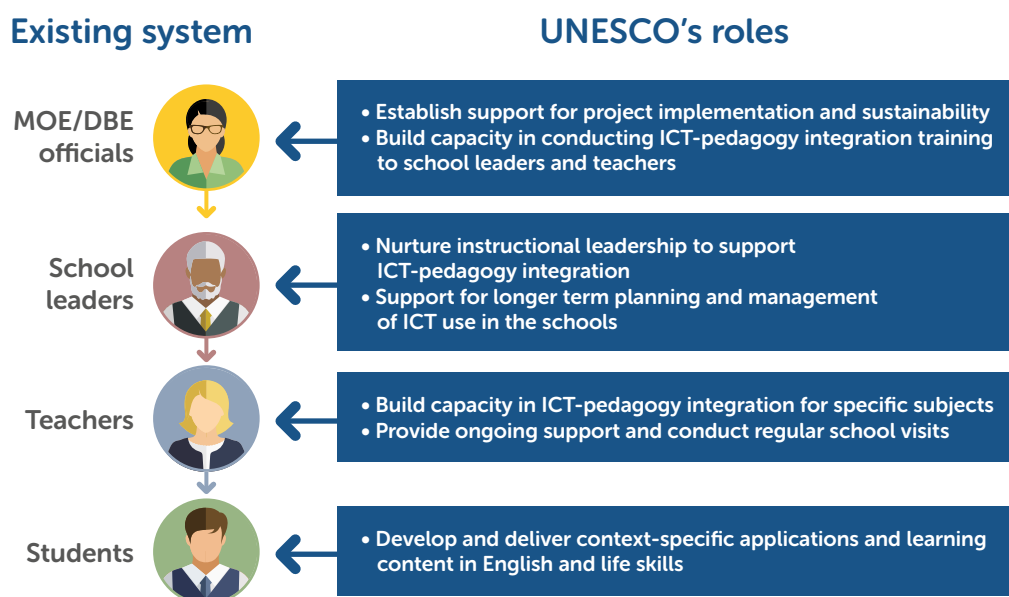 Existing system
UNESCO’s roles
MOE/DBE
officials
• Establish support for project implementation and sustainability
• Build capacity in conducting ICT-pedagogy integration training
to school leaders and teachers
School
leaders
• Nurture instructional leadership to support
ICT-pedagogy integration
• Support for longer term planning and management
of ICT use in the schools
Teachers
• Build capacity in ICT-pedagogy integration for specific subjects
• Provide ongoing support and conduct regular school visits
Students
• Develop and deliver context-specific applications and learning
content in English and life skills